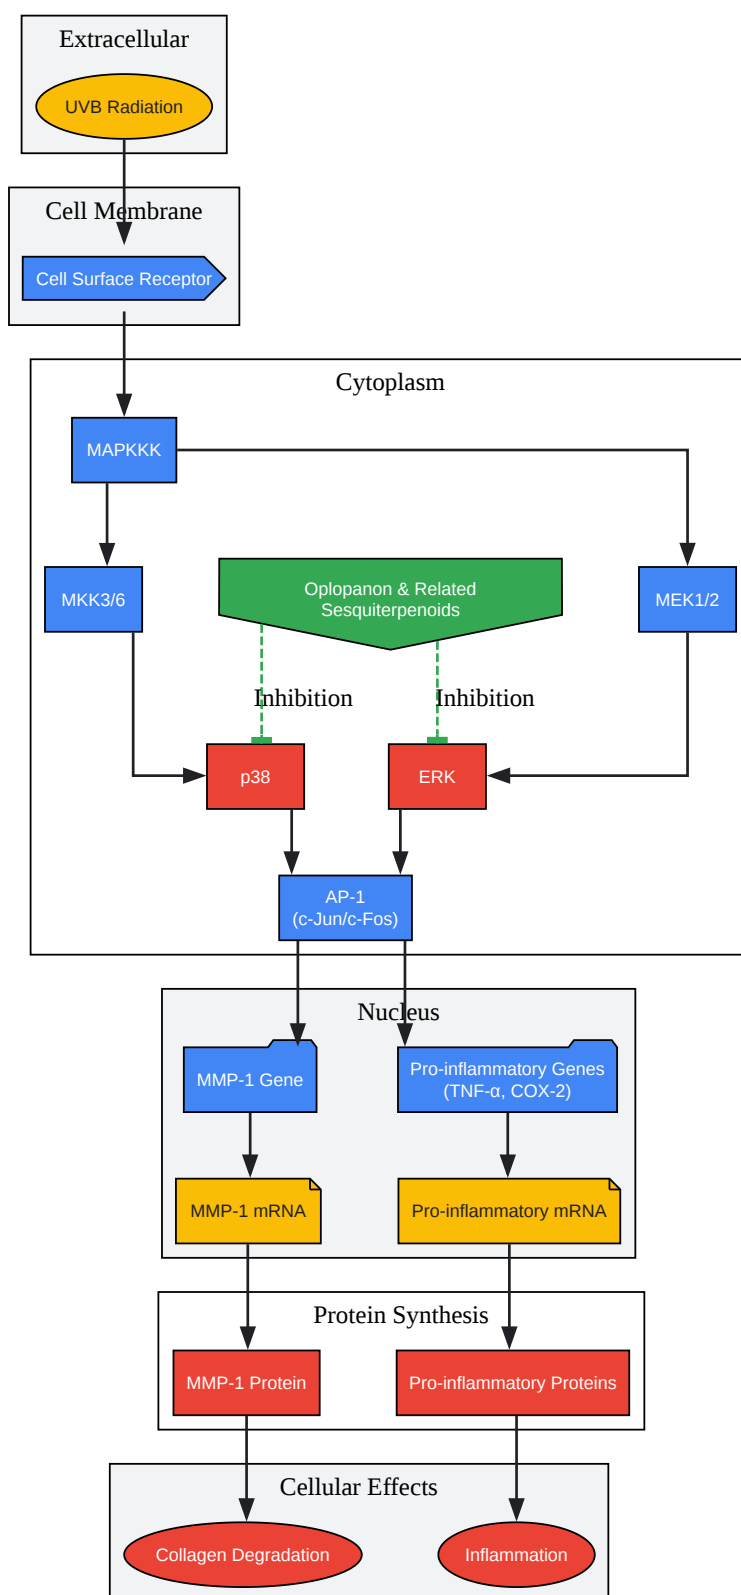 Extracellular
UVB Radiation
Cell Membrane
Cell Surface Receptor
Cytoplasm
MAPKKK
MKK3/6
Oplopanon & Related
Sesquiterpenoids
MEK1/2
Inhibition
Inhibition
p38
ERK
AP-1
(c-Jun/c-Fos)
Nucleus
MMP-1 Gene
Pro-inflammatory Genes
(TNF-α, COX-2)
MMP-1 mRNA
Pro-inflammatory mRNA
Protein Synthesis
MMP-1 Protein
Pro-inflammatory Proteins
Cellular Effects
Collagen Degradation
Inflammation